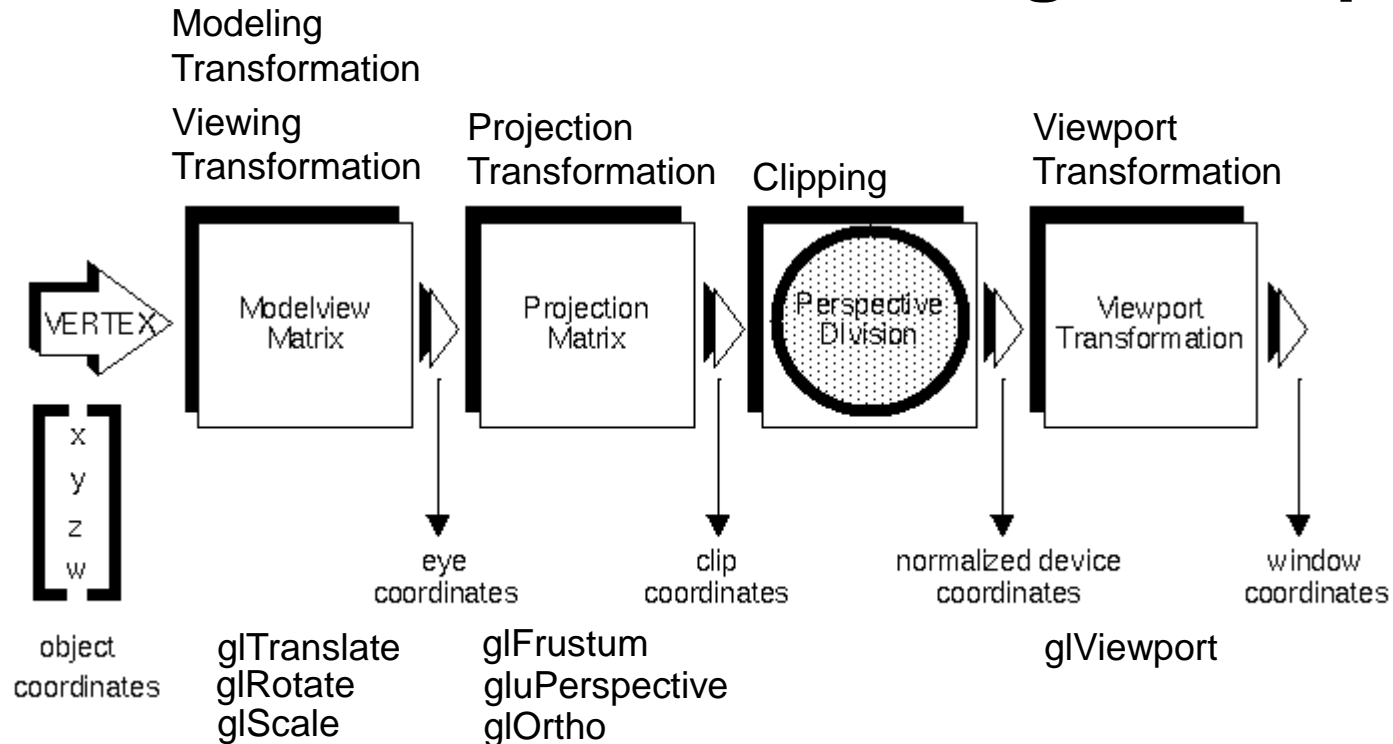 Modeling
Transformation
Viewing
Transformation
Projection
Transformation
Clipping
Viewport
Transformation
VERTEX
Modelview
Matrix
Projection
Matrix
Perspective
DIvision
Viewport
Transformation
x
y
z
w
eye
coordinates
clip
coordinates
normalized device
coordinates
window
coordinates
object
coordinates
glTranslate
glRotate
glScale
glFrustum
gluPerspective
glOrtho
glViewport